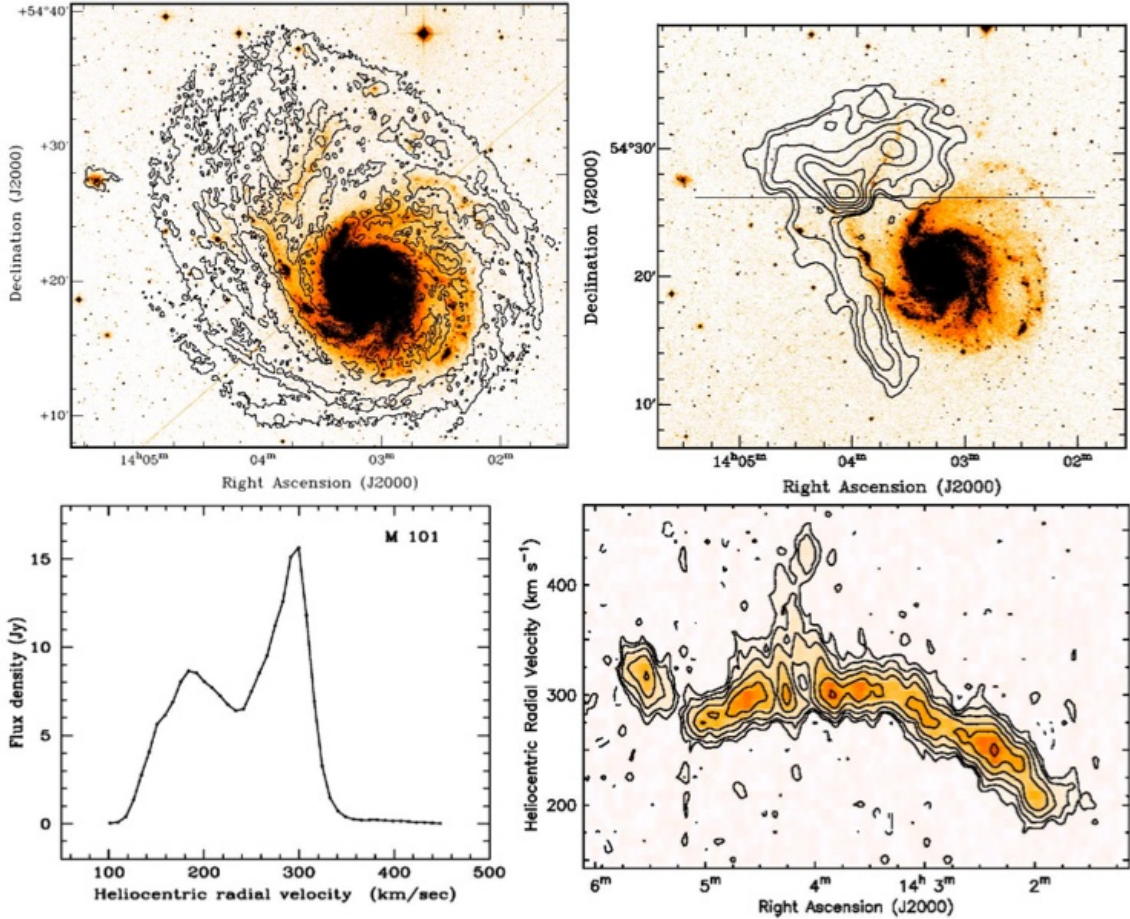 +54°40'
+30'
+20'
+10'
Declination (J2000)
14ʰ05ᵐ 04ᵐ 03ᵐ 02ᵐ
Right Ascension (J2000)
54°30'
20'
10'
Declination (J2000)
14ʰ05ᵐ 04ᵐ 03ᵐ 02ᵐ
Right Ascension (J2000)
M 101
15
10
5
0
Flux density (Jy)
100 200 300 400 500
Heliocentric radial velocity (km/sec)
400
300
200
Heliocentric Radial Velocity (km s⁻¹)
6ᵐ 5ᵐ 4ᵐ 14ʰ 3ᵐ 2ᵐ
Right Ascension (J2000)